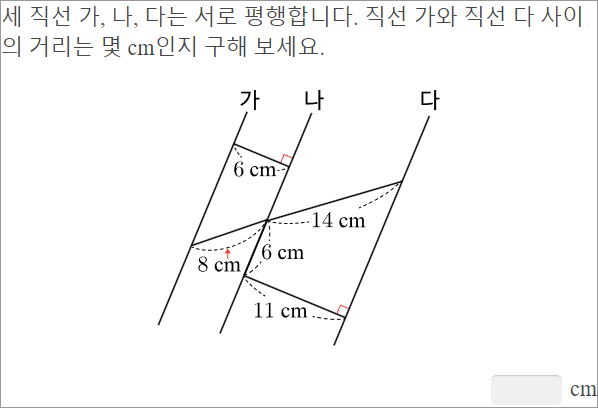 세 직선 가, 나, 다는 서로 평행합니다. 직선 가와 직선 다 사이
의 거리는 몇 cm인지 구해 보세요.
가 나 다
6 cm
14 cm
6 cm
8 cm
11 cm
cm